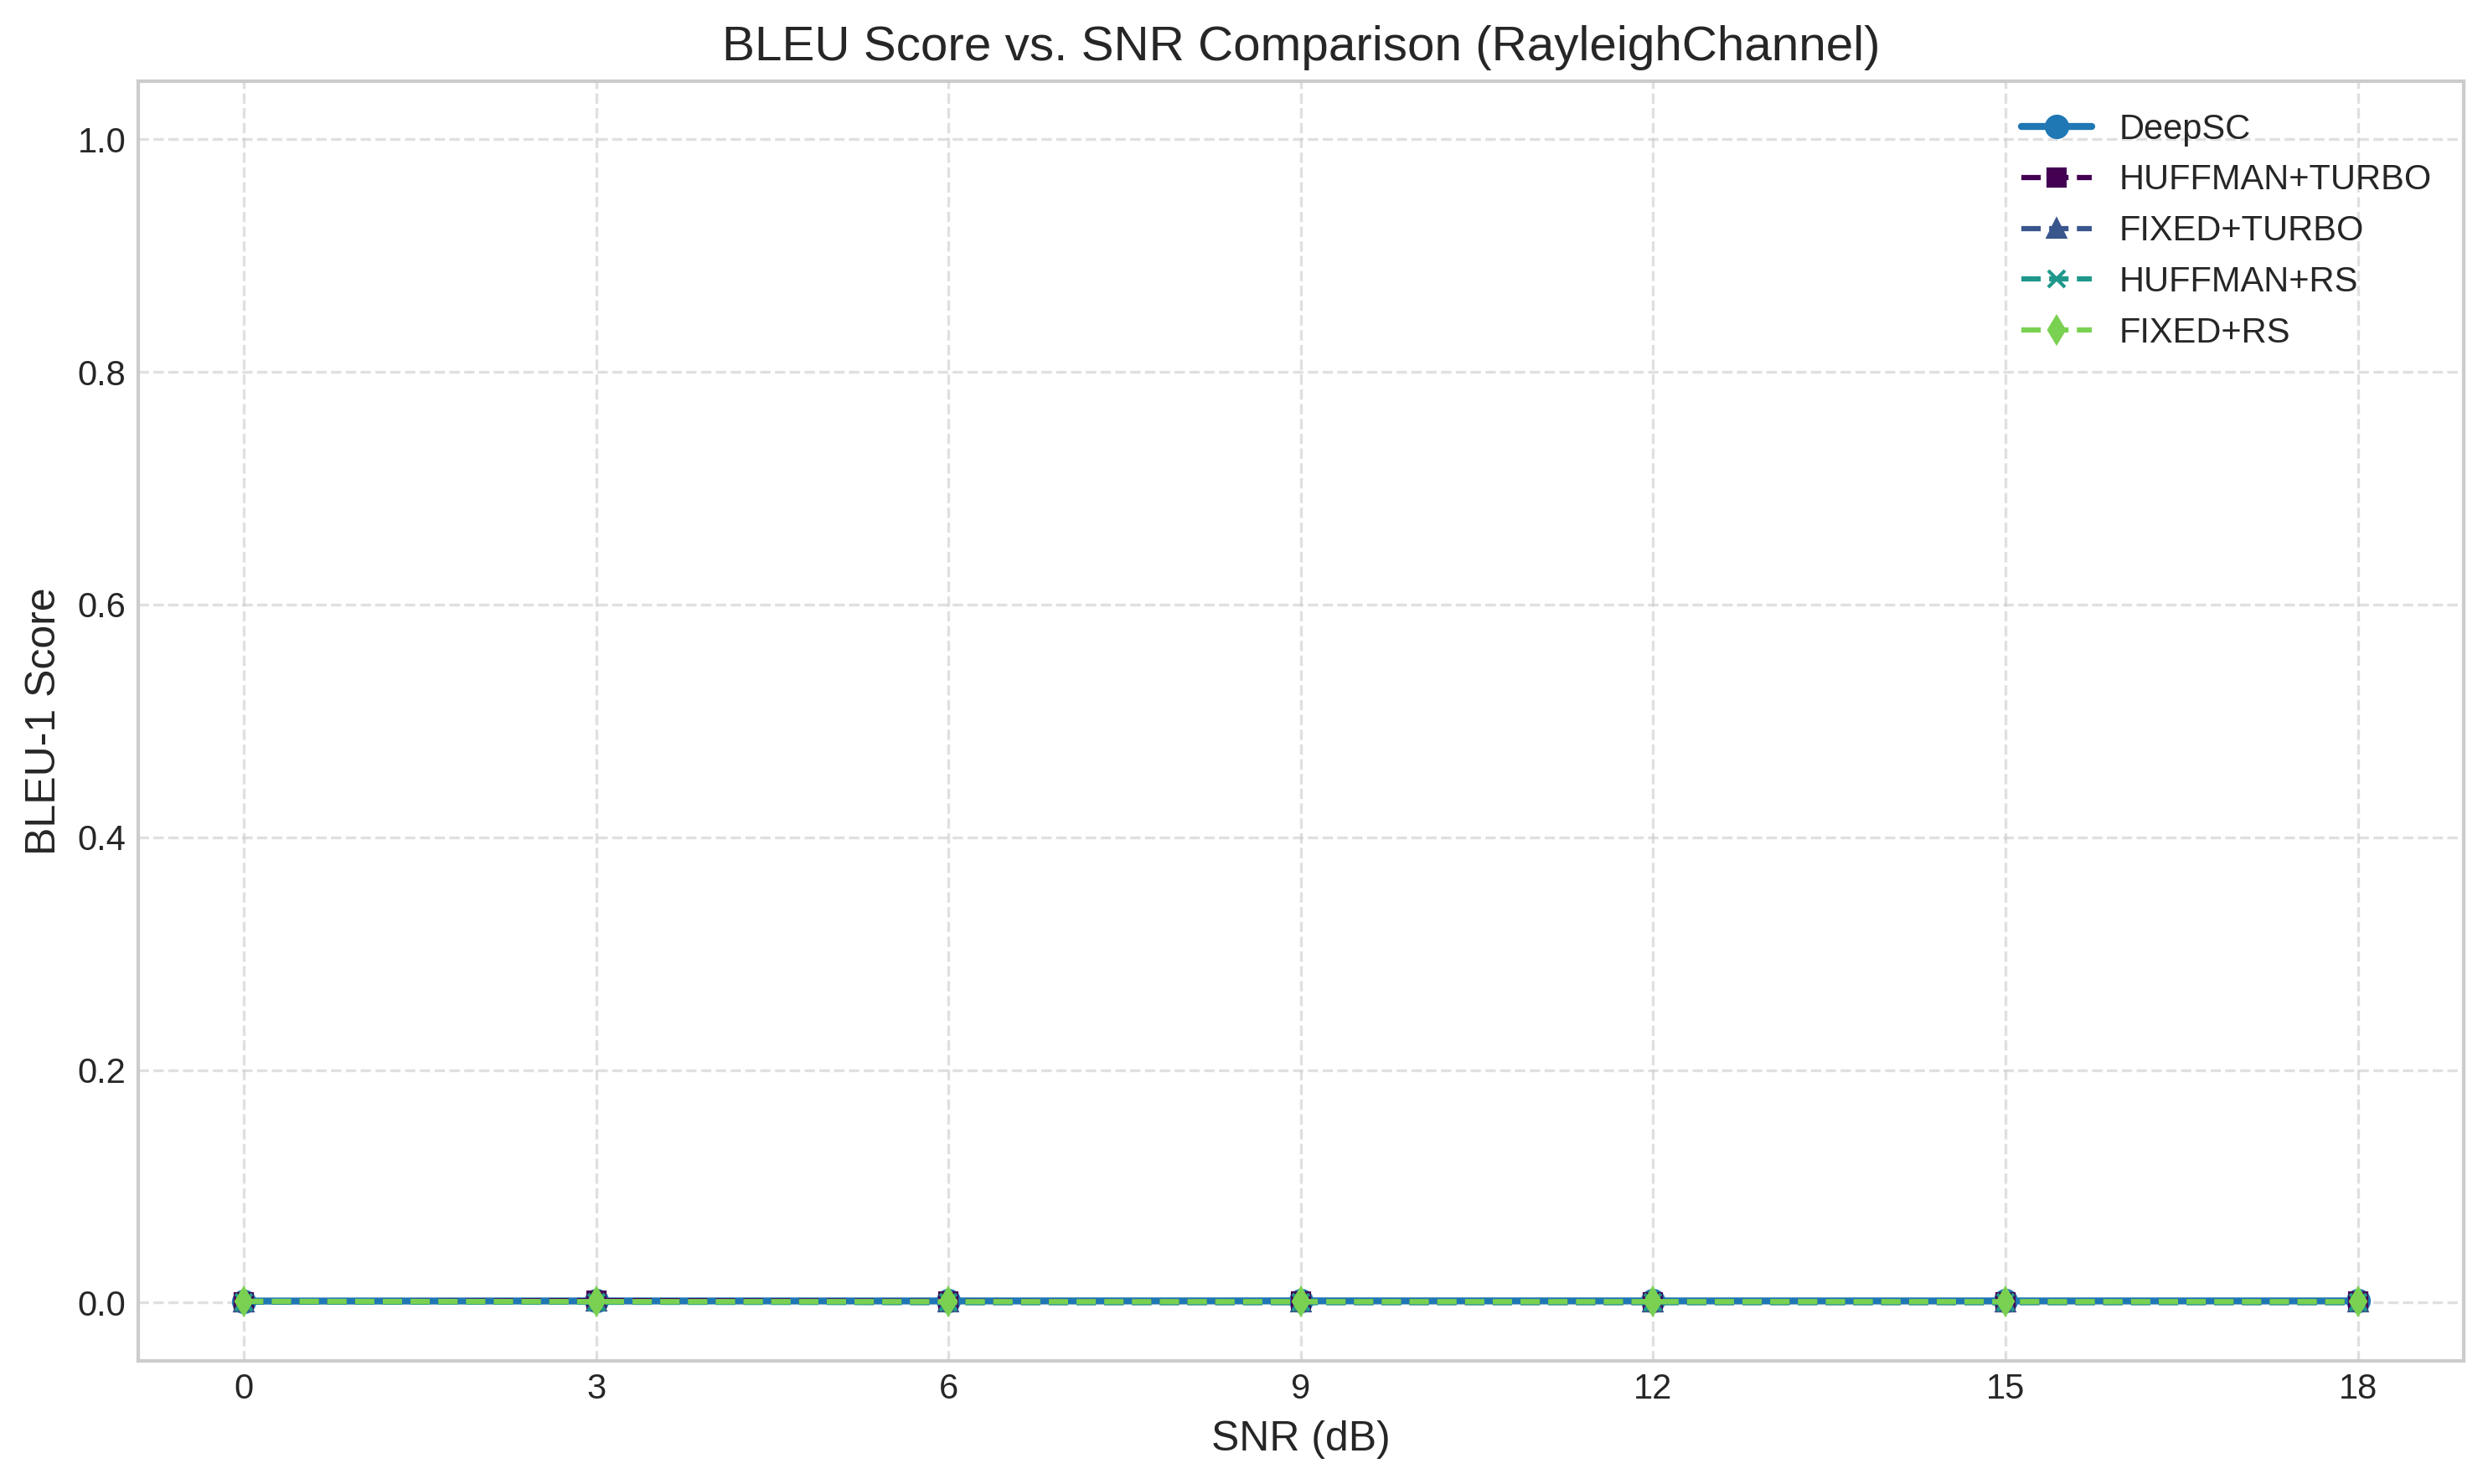 BLEU Score vs. SNR Comparison (RayleighChannel)
DeepSC
HUFFMAN+TURBO
FIXED+TURBO
HUFFMAN+RS
FIXED+RS
BLEU-1 Score
1.0
0.8
0.6
0.4
0.2
0.0
0 3 6 9 12 15 18
SNR (dB)